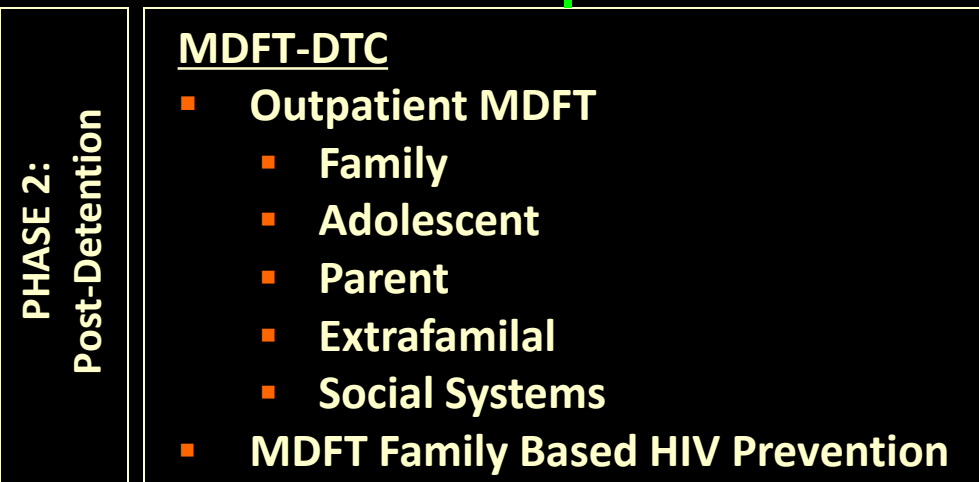 PHASE 2:
Post-Detention
MDFT-DTC
Outpatient MDFT
Family
Adolescent
Parent
Extrafamilal
Social Systems
MDFT Family Based HIV Prevention